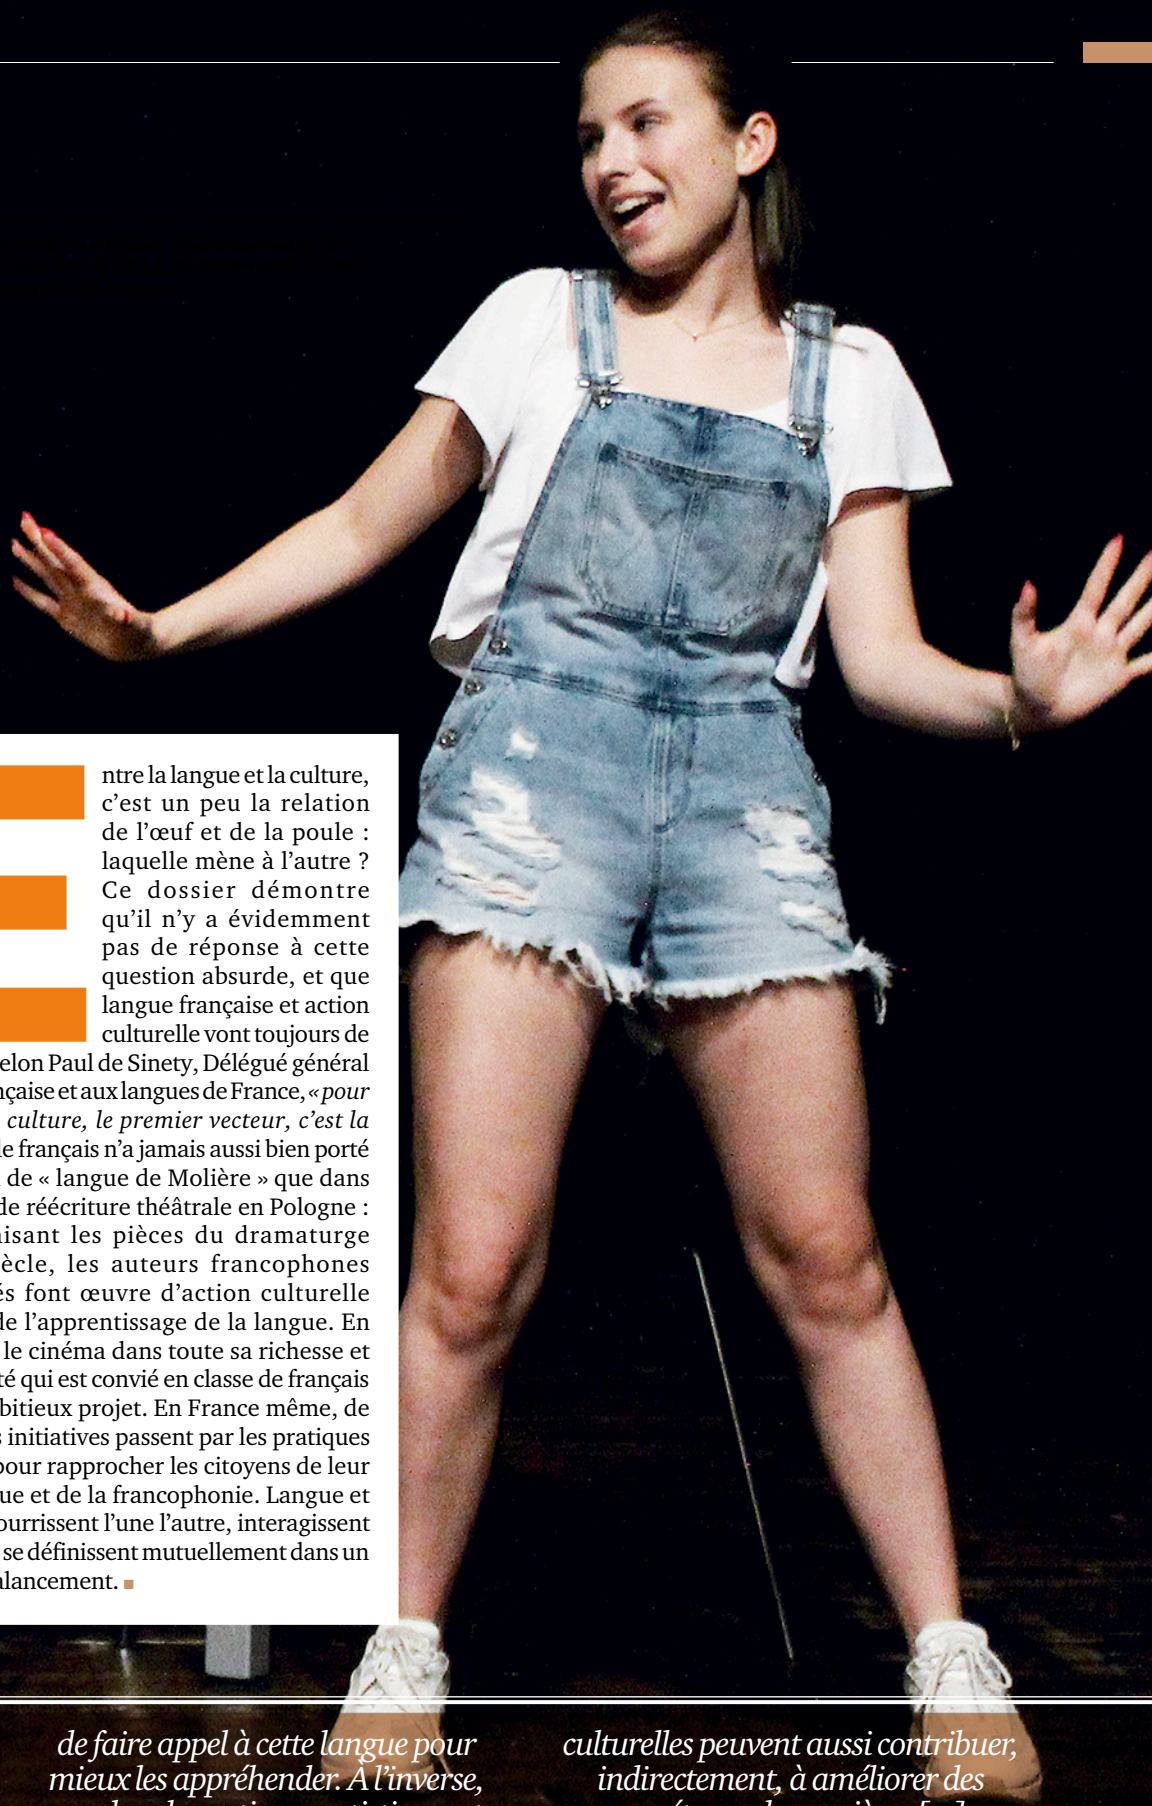 ntre la langue et la culture,
c’est un peu la relation
de l’œuf et de la poule :
laquelle mène à l’autre ?
Ce dossier démontre
qu’il n’y a évidemment
pas de réponse à cette
question absurde, et que
langue française et action
culturelle vont toujours de
elon Paul de Sinety, Délégué général
nçaise et aux langues de France, « pour
culture, le premier vecteur, c’est la
le français n’a jamais aussi bien porté
de « langue de Molière » que dans
de réécriture théâtrale en Pologne :
nisant les pièces du dramaturge
iècle, les auteurs francophones
és font œuvre d’action culturelle
de l’apprentissage de la langue. En
le cinéma dans toute sa richesse et
té qui est convié en classe de français
bitieux projet. En France même, de
s initiatives passent par les pratiques
pour rapprocher les citoyens de leur
ue et de la francophonie. Langue et
ourrissent l’une l’autre, interagissent
se définissent mutuellement dans un
alancement.
de faire appel à cette langue pour
mieux les appréhender. À l’inverse,
culturelles peuvent aussi contribuer,
indirectement, à améliorer des